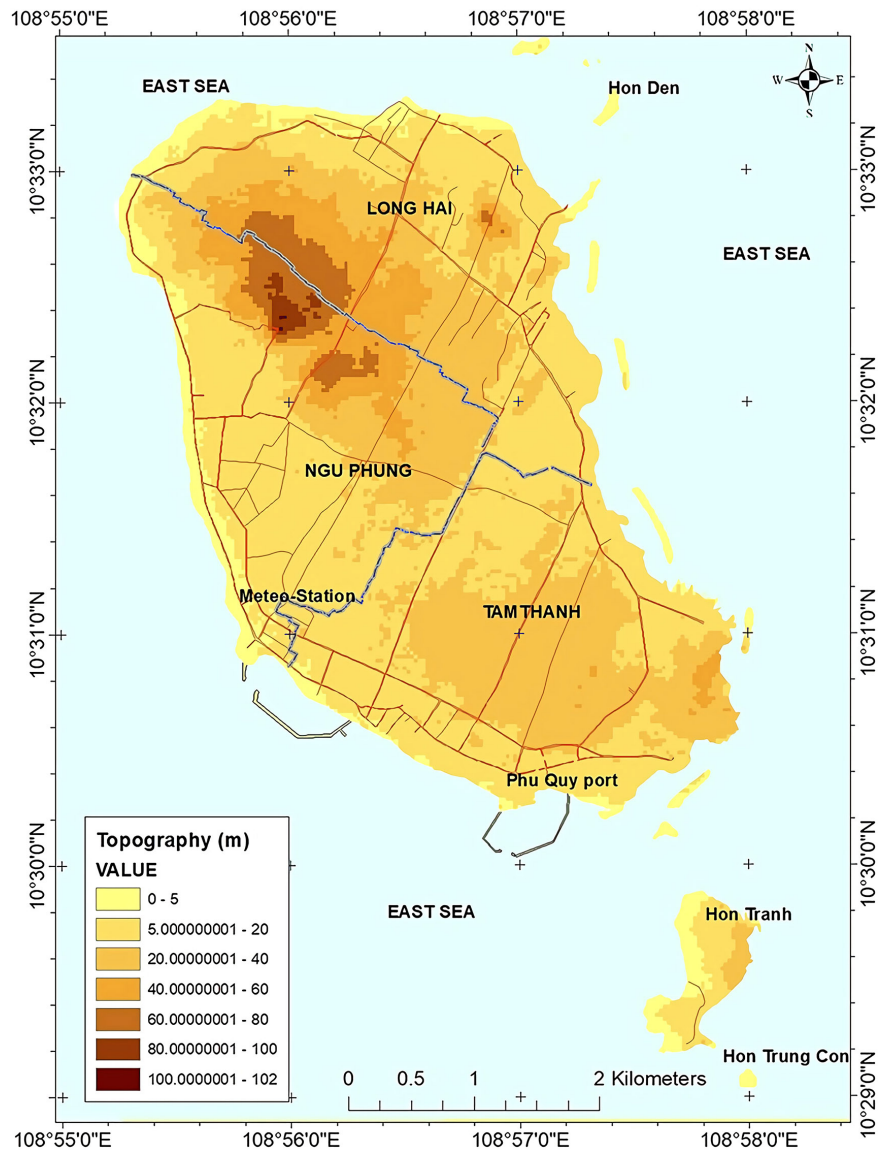 108°55'0"E 108°56'0"E 108°57'0"E 108°58'0"E
N
W E
S
EAST SEA
Hon Den
10°33'0"N 10°33'0"N
LONG HAI
EAST SEA
10°32'0"N 10°32'0"N
NGU PHUNG
Meteo-Station
TAMTHANH
10°31'0"N 10°31'0"N
Phu Quy port
Topography (m)
VALUE
0 - 5
5.000000001 - 20
20.00000001 - 40
40.00000001 - 60
60.00000001 - 80
80.00000001 - 100
100.0000001 - 102
10°30'0"N 10°30'0"N
EAST SEA
Hon Tranh
Hon Trung Con
0 0.5 1 2 Kilometers
10°29'0"N 10°29'0"N
108°55'0"E 108°56'0"E 108°57'0"E 108°58'0"E